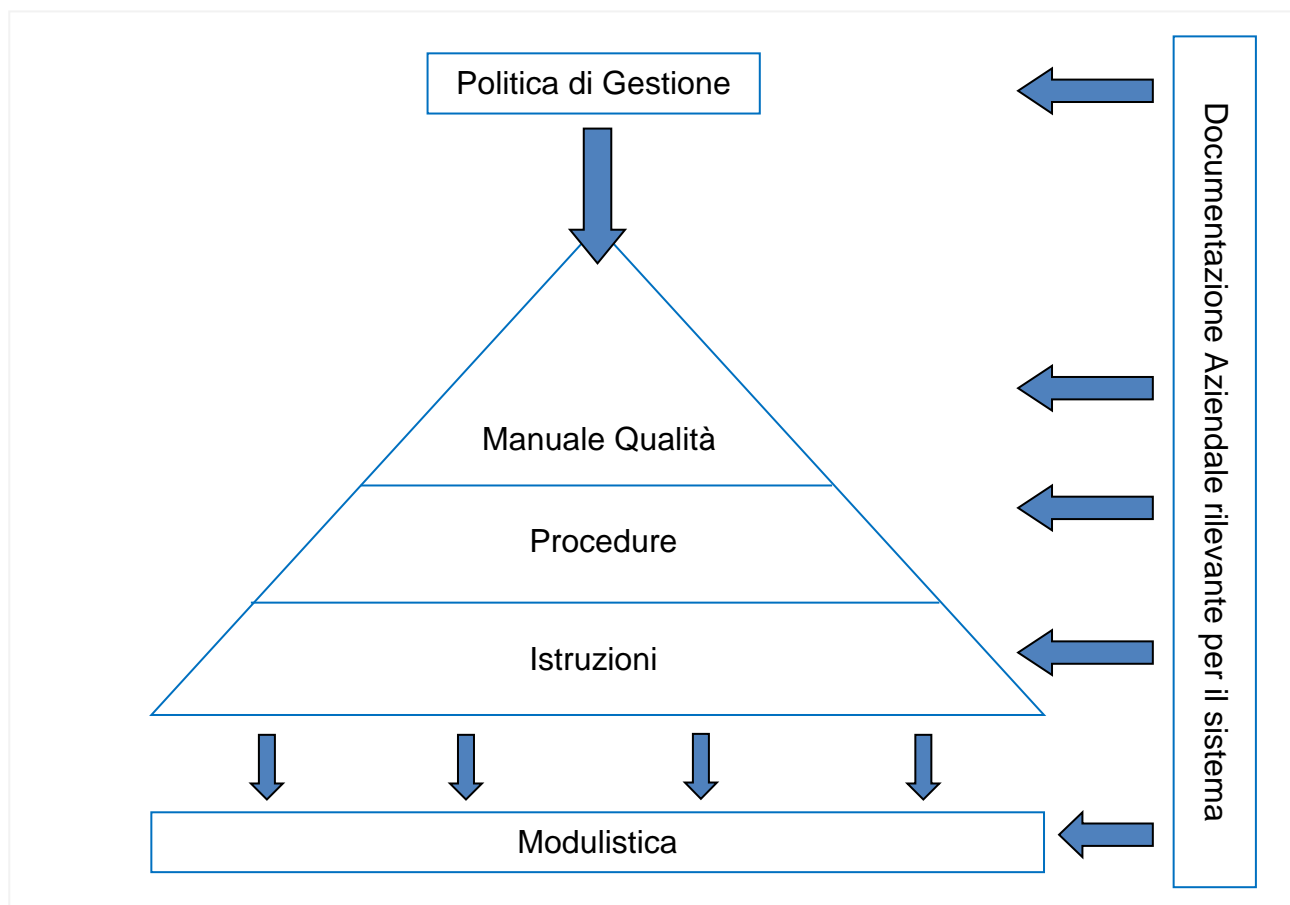 Politica di Gestione
Manuale Qualità
Procedure
Istruzioni
Modulistica
Documentazione Aziendale rilevante per il sistema